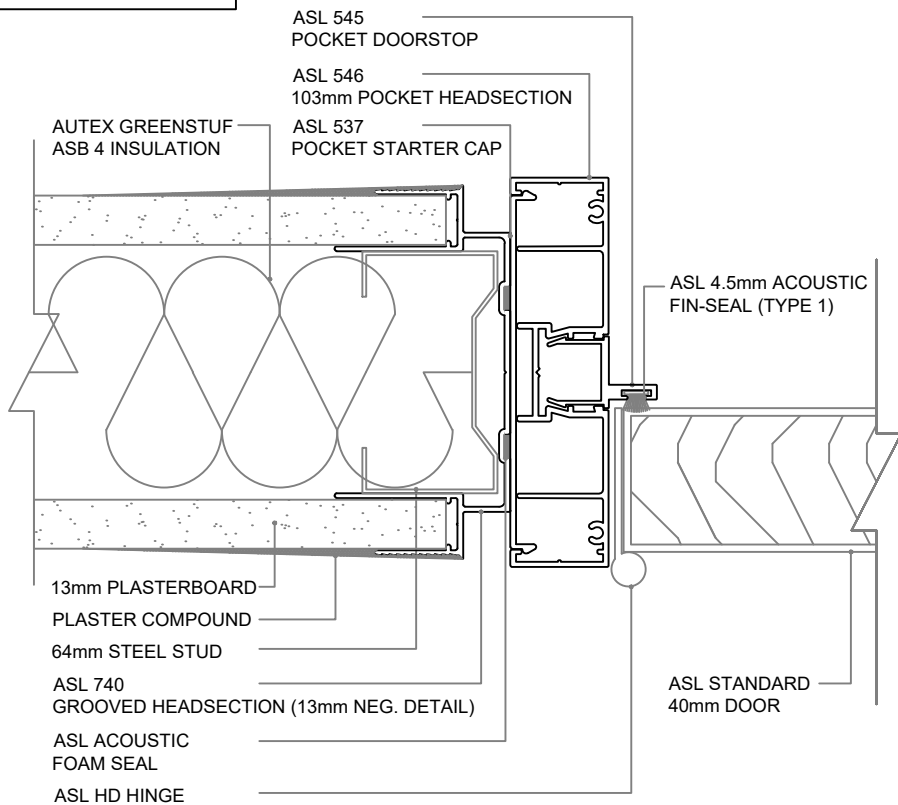 ASL 545
POCKET DOORSTOP
ASL 546
103mm POCKET HEADSECTION
AUTEX GREENSTUF
ASB 4 INSULATION
ASL 537
POCKET STARTER CAP
ASL 4.5mm ACOUSTIC
FIN-SEAL (TYPE 1)
13mm PLASTERBOARD
PLASTER COMPOUND
64mm STEEL STUD
ASL 740
GROOVED HEADSECTION (13mm NEG. DETAIL)
ASL STANDARD
40mm DOOR
ASL ACOUSTIC
FOAM SEAL
ASL HD HINGE